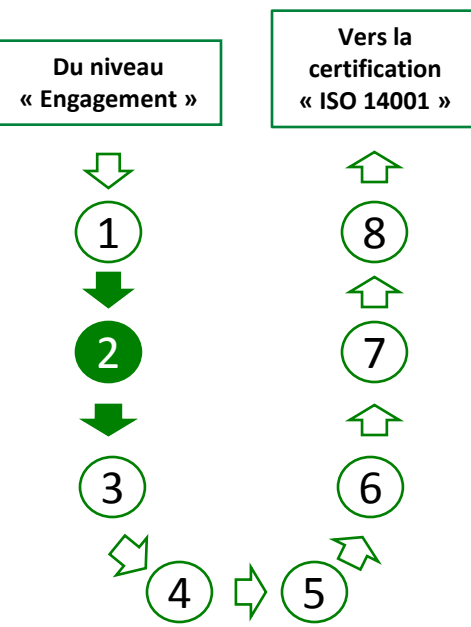 Du niveau
« Engagement »
Vers la
certification
« ISO 14001 »
1
2
3
4
5
6
7
8